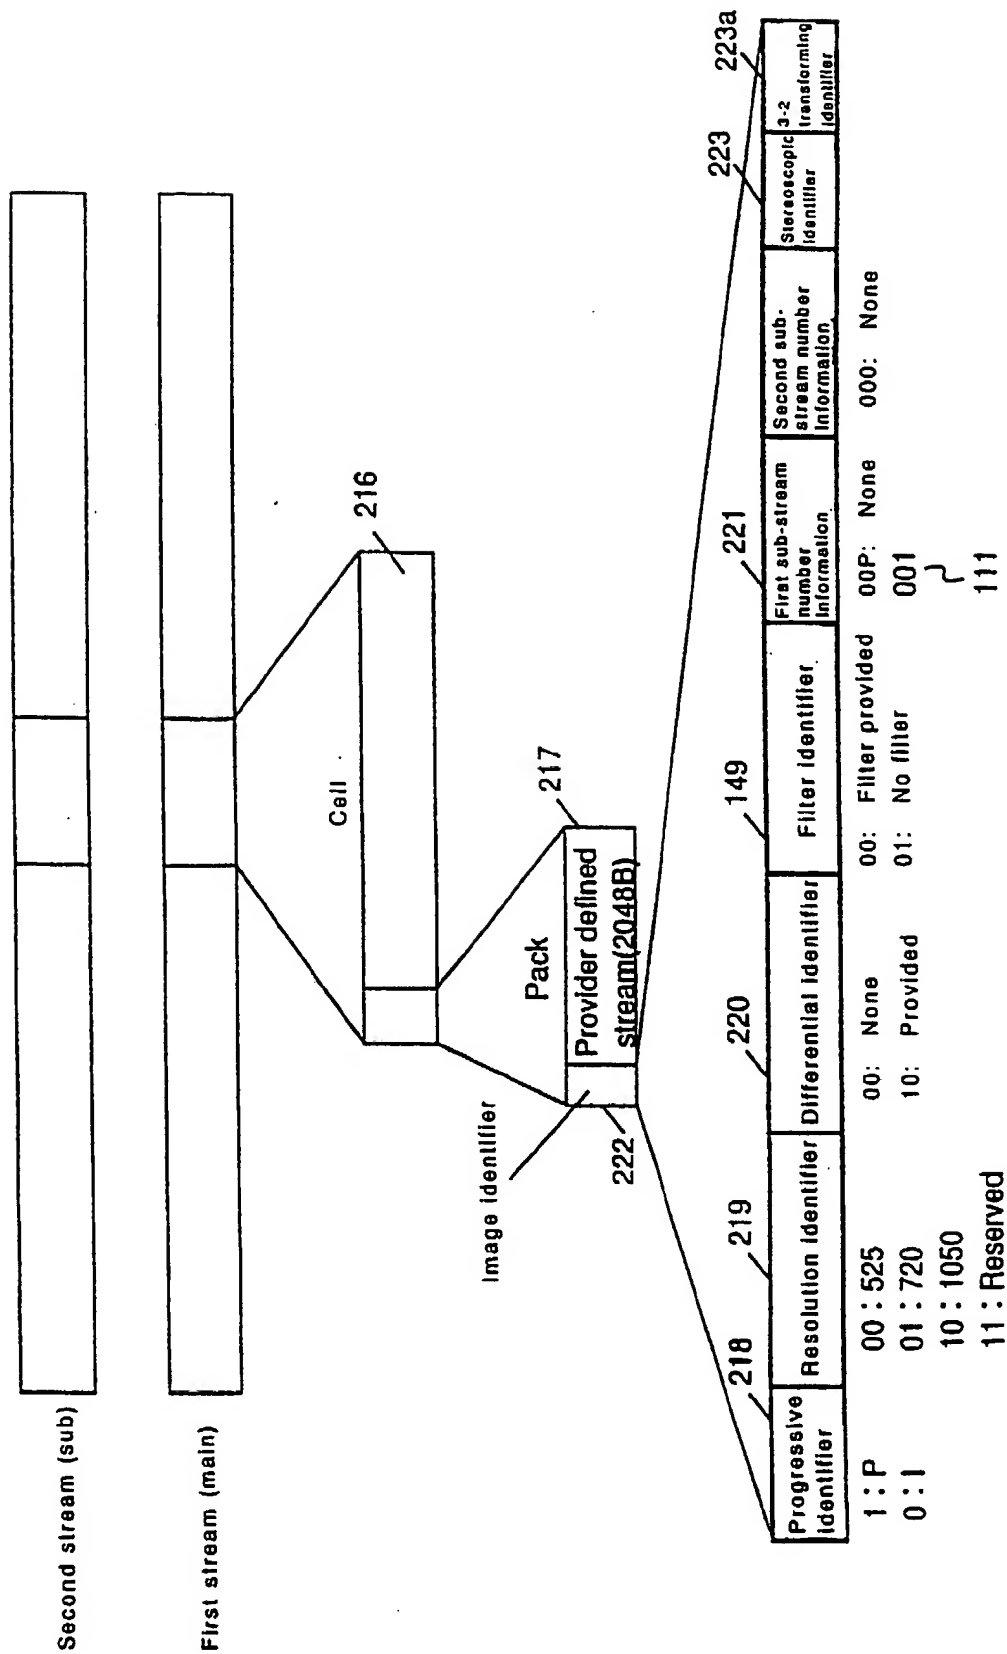 Second stream (sub)
First stream (main)
Cell
216
Pack
217
Provider defined
stream(2048B)
Image identifier
222
218
219
220
149
221
223
223a
Progressive
identifier
Resolution identifier
Differential identifier
Filter identifier
First sub-stream
number
information
Second sub-
stream number
information
Stereoscopic
identifier
3-2
transforming
identifier
1 : P
0 : I
00 : 525
01 : 720
10 : 1050
11 : Reserved
00: None
10: Provided
00: Filter provided
01: No filter
00P: None
001
111
000: None